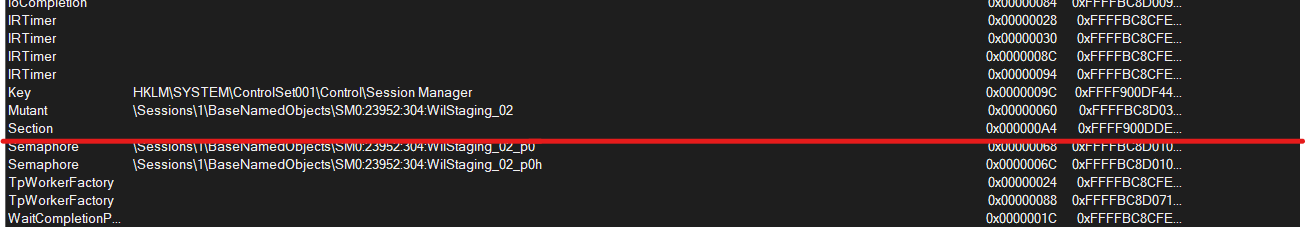 IoCompletion 0x00000084 0xFFFFBC8D009...
IRTimer 0x00000028 0xFFFFBC8CFE...
IRTimer 0x00000030 0xFFFFBC8CFE...
IRTimer 0x0000008C 0xFFFFBC8CFE...
IRTimer 0x00000094 0xFFFFBC8CFE...
Key HKLM\SYSTEM\ControlSet001\Control\Session Manager 0x0000009C 0xFFFF900DF44...
Mutant \Sessions\1\BaseNamedObjects\SM0:23952:304:WilStaging_02 0x00000060 0xFFFFBC8D03...
Section 0x000000A4 0xFFFF900DDE...
Semaphore \Sessions\1\BaseNamedObjects\SM0:23952:304:WilStaging_02_p0 0x00000068 0xFFFFBC8D010...
Semaphore \Sessions\1\BaseNamedObjects\SM0:23952:304:WilStaging_02_p0h 0x0000006C 0xFFFFBC8D010...
TpWorkerFactory 0x00000024 0xFFFFBC8CFE...
TpWorkerFactory 0x00000088 0xFFFFBC8D071...
WaitCompletionP... 0x0000001C 0xFFFFBC8CFE...